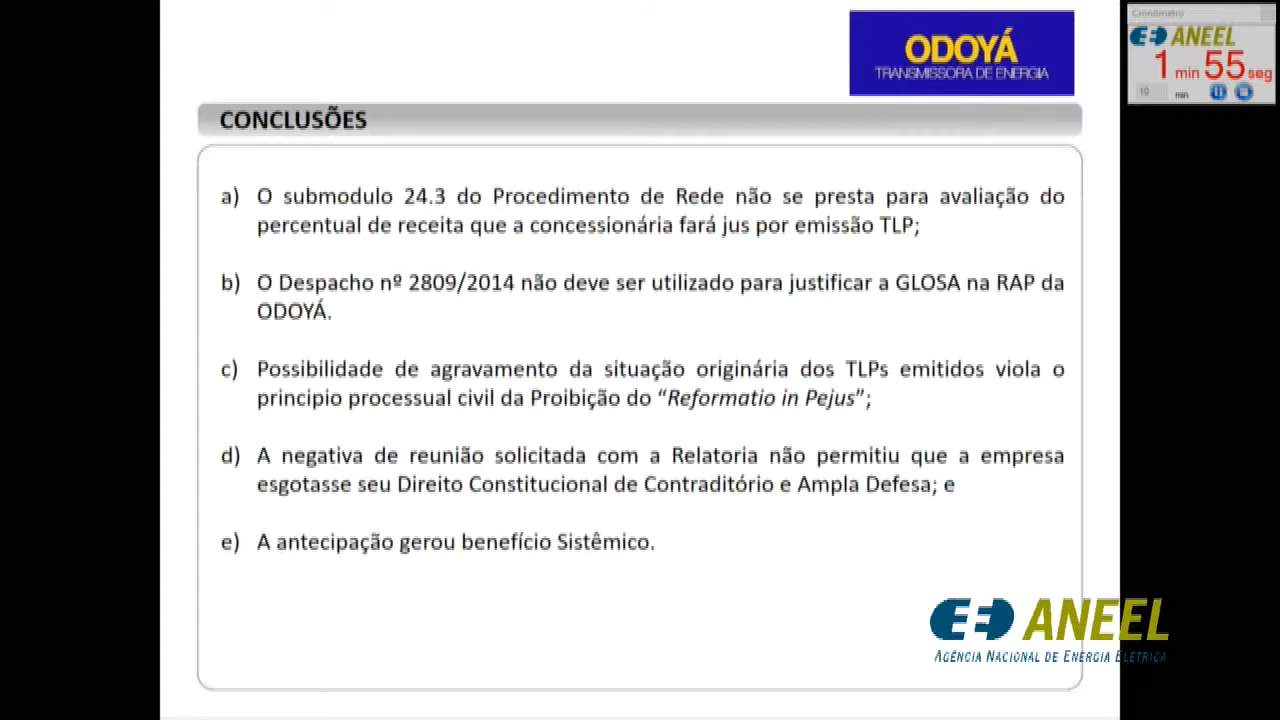 ODOYÁ
TRANSMISSORA DE ENERGIA
Cronômetro
ANEEL
1 min 55 seg
10 min
CONCLUSÕES
a) O submodulo 24.3 do Procedimento de Rede não se presta para avaliação do
percentual de receita que a concessionária fará jus por emissão TLP;
b) O Despacho nº 2809/2014 não deve ser utilizado para justificar a GLOSA na RAP da
ODOYÁ.
c) Possibilidade de agravamento da situação originária dos TLPs emitidos viola o
principio processual civil da Proibição do “Reformatio in Pejus”;
d) A negativa de reunião solicitada com a Relatoria não permitiu que a empresa
esgotasse seu Direito Constitucional de Contraditório e Ampla Defesa; e
e) A antecipação gerou benefício Sistêmico.
ANEEL
AGÊNCIA NACIONAL DE ENERGIA ELÉTRICA